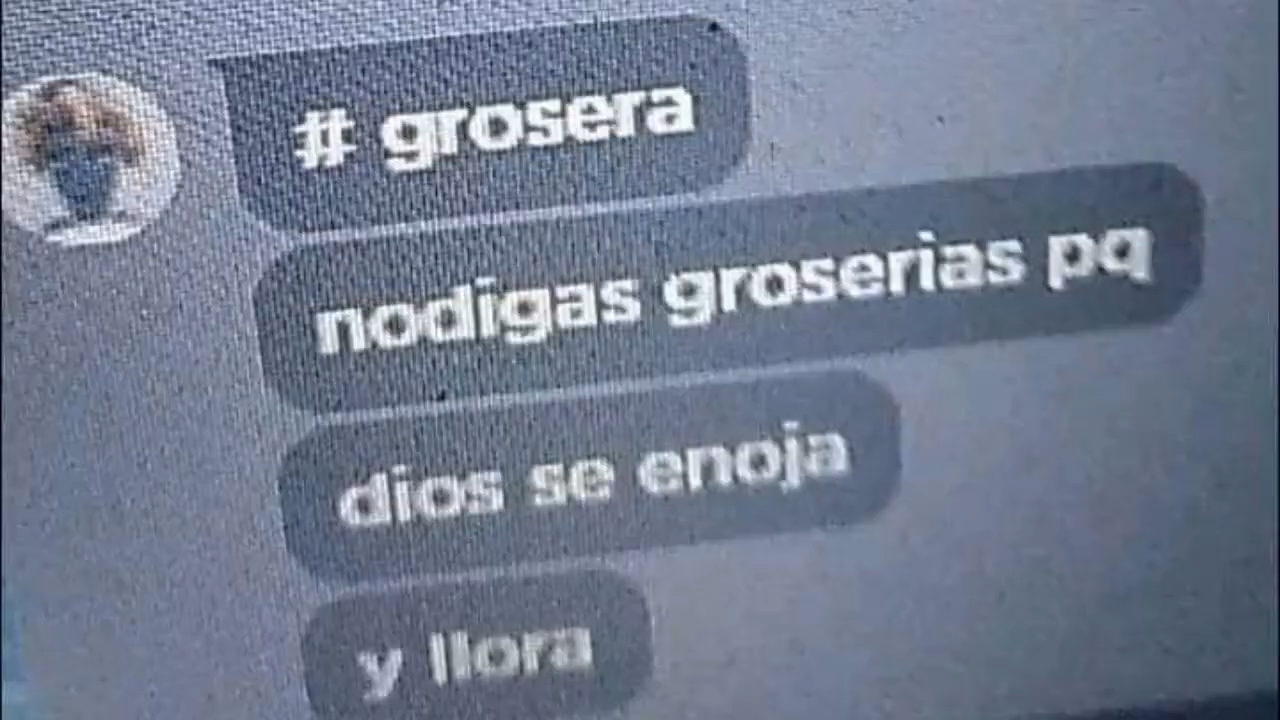 # grosera
nodigas groserias pq
dios se enoja
y llora